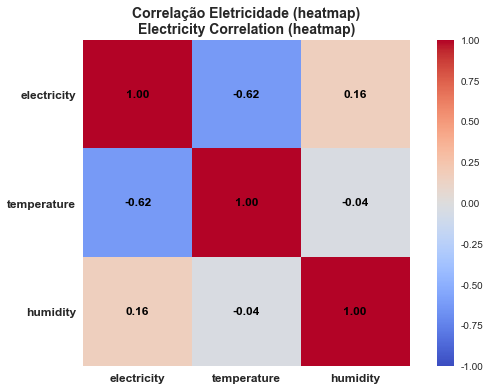 Correlação Eletricidade (heatmap)
Electricity Correlation (heatmap)
electricity
1.00
-0.62
0.16
temperature
-0.62
1.00
-0.04
humidity
0.16
-0.04
1.00
electricity
temperature
humidity
1.00
0.75
0.50
0.25
0.00
-0.25
-0.50
-0.75
-1.00